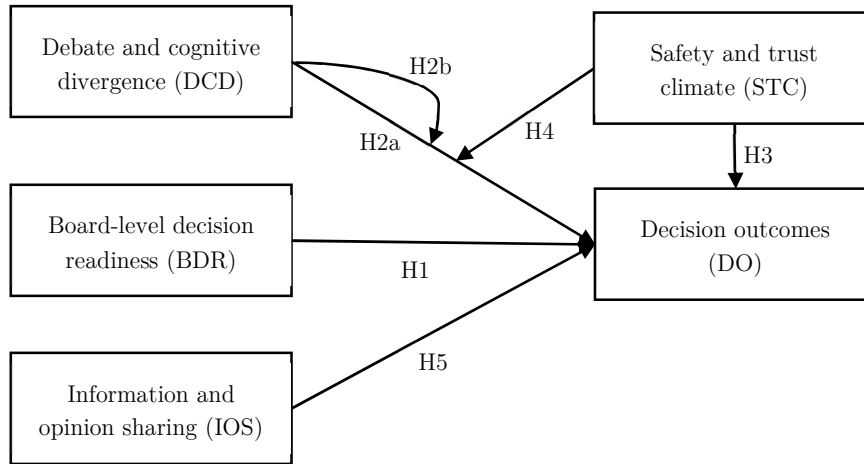 Debate and cognitive
divergence (DCD)
H2b
Safety and trust
climate (STC)
H2a
H4
H3
Board-level decision
readiness (BDR)
H1
Decision outcomes
(DO)
Information and
opinion sharing (IOS)
H5